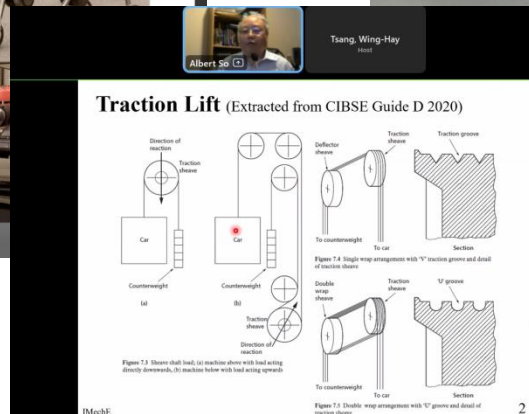 Albert So
Tsang, Wing-Hay
Host
Traction Lift (Extracted from CIBSE Guide D 2020)
Direction of
reaction
Traction
sheave
Car
Counterweight
(a)
Car
Counterweight
(b)
Traction
sheave
Direction of
reaction
Figure 7.3 Sheave shaft load; (a) machine above with load acting
directly downwards, (b) machine below with load acting upwards
Deflector
sheave
Traction
sheave
Traction groove
To counterweight
To car
Section
Figure 7.4 Single wrap arrangement with 'V' traction groove and detail
of traction sheave
Double
wrap
sheave
Traction
sheave
'U' groove
To counterweight
To car
Section
Figure 7.5 Double wrap arrangement with 'U' groove and detail of
traction sheave
IMechE
2